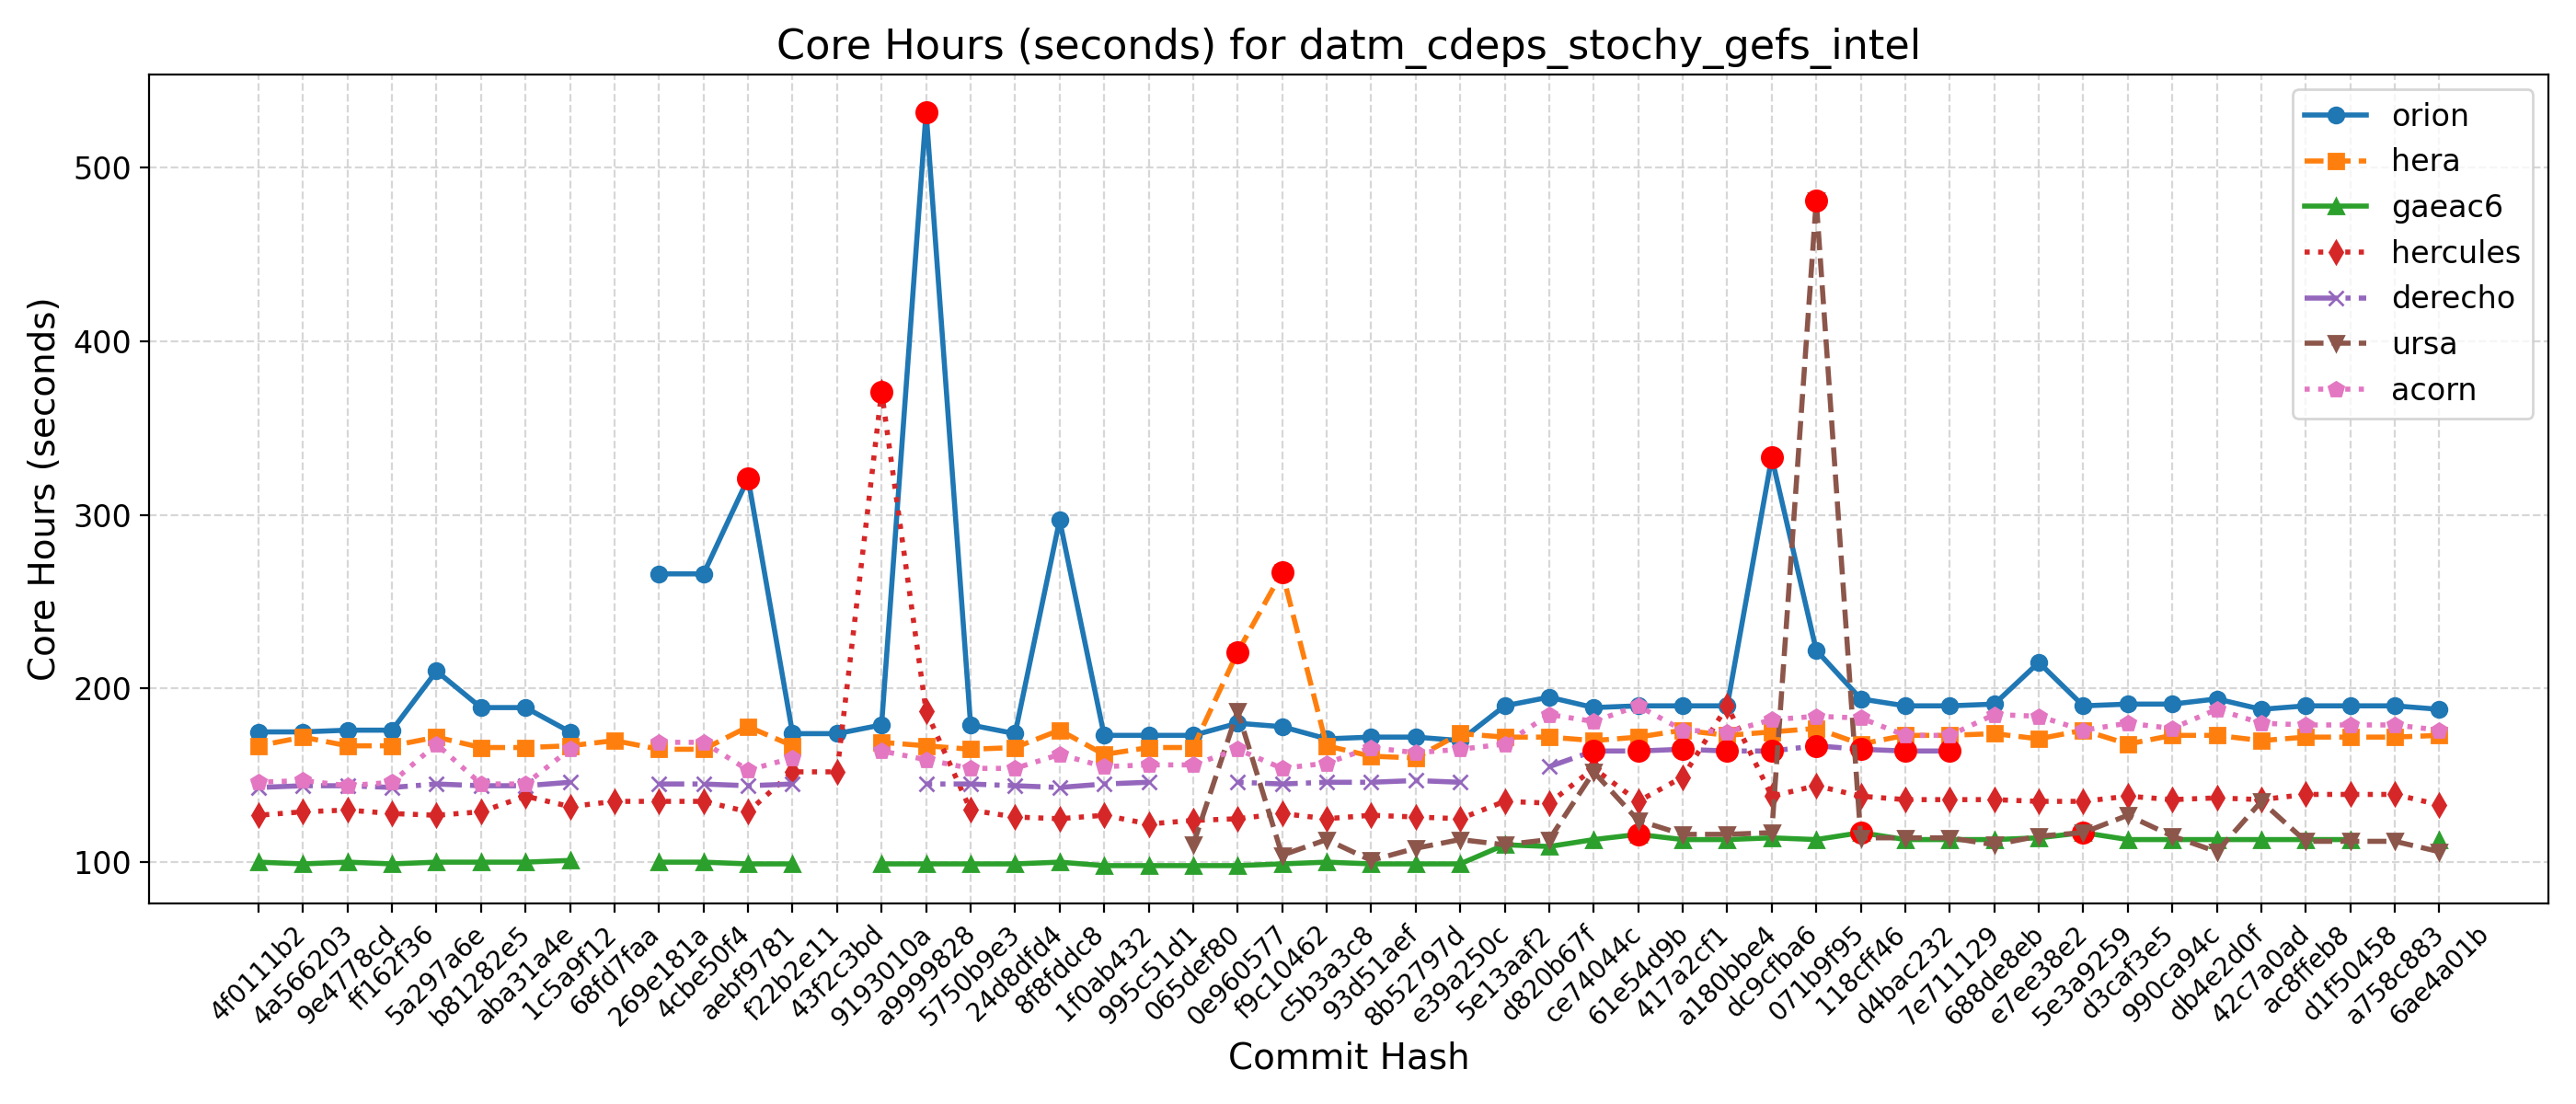 Core Hours (seconds) for datm_cdeps_stochy_gefs_intel
Core Hours (seconds)
500
400
300
200
100
orion
hera
gaeac6
hercules
derecho
ursa
acorn
4f0111b2
4a566203
9e4778cd
ff162f36
5a297a6e
b81282e5
aba31a4e
1c5a9f12
68fd7faa
269e181a
4cbe50f4
aebf9781
f22b2e11
43f2c3bd
9193010a
a9999828
5750b9e3
24d8dfd4
8f8fddc8
1f0ab432
995c51d1
065def80
0e960577
f9c10462
c5b3a3c8
93d51aef
8b52797d
e39a250c
5e13aaf2
d820b67f
ce74044c
61e54d9b
417a2cf1
a180bbe4
dc9cfba6
071b9f95
118cff46
d4bac232
7e711129
688de8eb
e7ee38e2
5e3a9259
d3caf3e5
990ca94c
db4e2d0f
42c7a0ad
ac8ffeb8
d1f50458
a758c883
6ae4a01b
Commit Hash